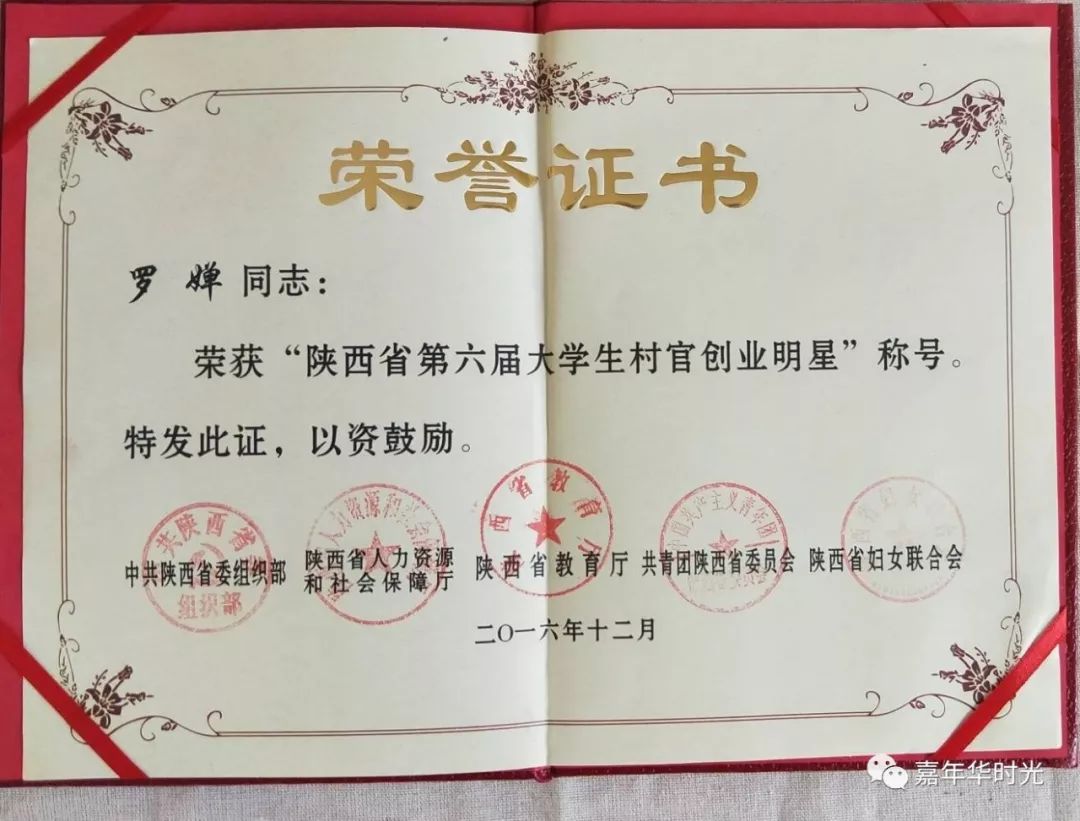 荣誉证书
罗婵同志：
荣获“陕西省第六届大学生村官创业明星”称号。
特发此证，以资鼓励。
中共陕西省委组织部
陕西省人力资源
和社会保障厅
陕西省教育厅
共青团陕西省委员会
陕西省妇女联合会
二〇一六年十二月
嘉年华时光